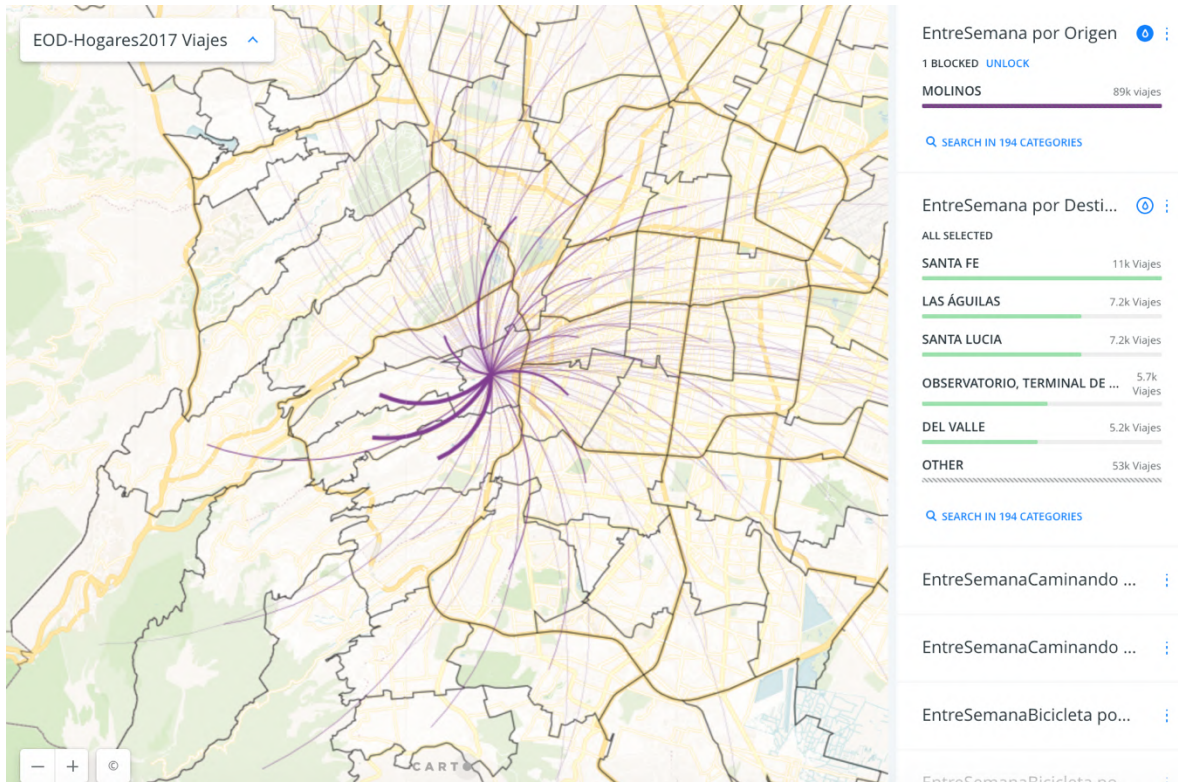 EOD-Hogares2017 Viajes
EntreSemana por Origen
1 BLOCKED UNLOCK
MOLINOS 89k viajes
SEARCH IN 194 CATEGORIES
EntreSemana por Desti...
ALL SELECTED
SANTA FE 11k Viajes
LAS ÁGUILAS 7.2k Viajes
SANTA LUCIA 7.2k Viajes
OBSERVATORIO, TERMINAL DE ... 5.7k Viajes
DEL VALLE 5.2k Viajes
OTHER 53k Viajes
SEARCH IN 194 CATEGORIES
EntreSemanaCaminando ...
EntreSemanaCaminando ...
EntreSemanaBicicleta po...
EntreSemanaBicicleta po...
− + ©
CARTO